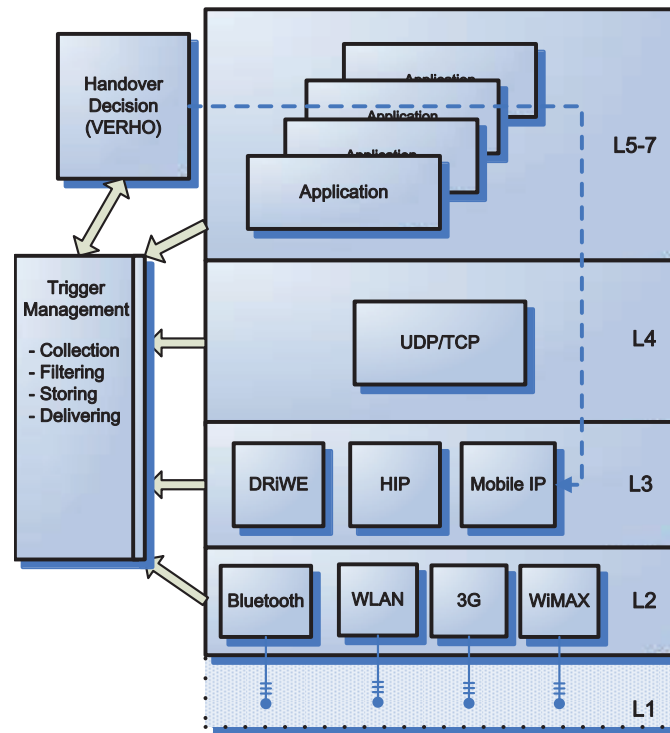 Handover
Decision
(VERHO)
Application
Application
Application
Application
L5-7
Trigger
Management
- Collection
- Filtering
- Storing
- Delivering
UDP/TCP
L4
DRiWE
HIP
Mobile IP
L3
Bluetooth
WLAN
3G
WiMAX
L2
L1